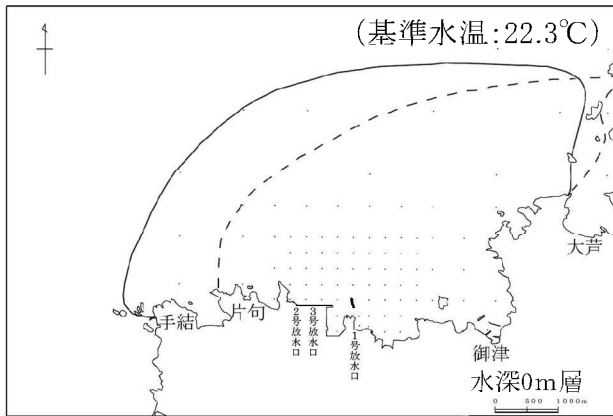 (基準水温:22.3℃)
大芦
手結
片句
2号放水口
3号放水口
1号放水口
御津
水深0m層
0 500 1000m